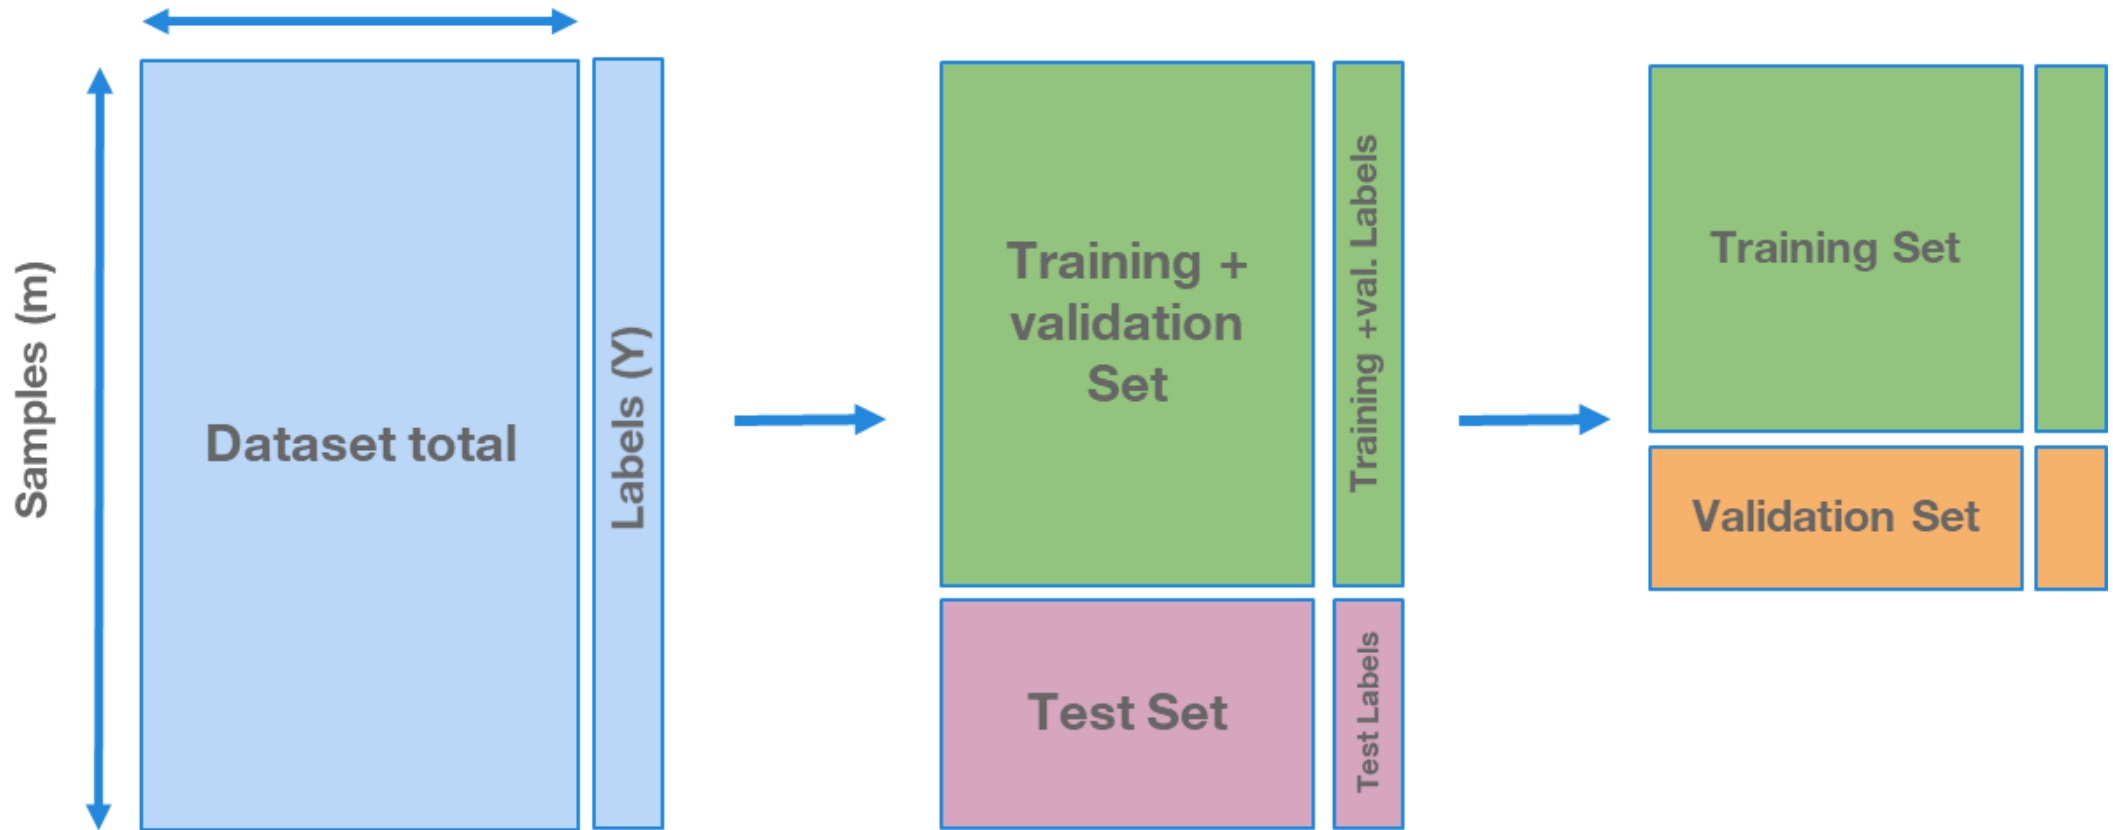 Samples (m)
Dataset total
Labels (Y)
Training +
validation
Set
Training +val. Labels
Test Set
Test Labels
Training Set
Validation Set